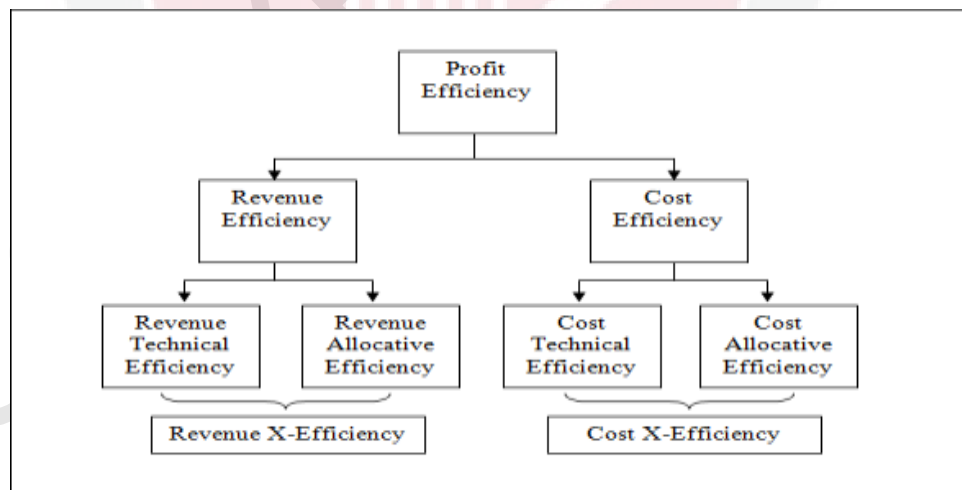 Profit
Efficiency
Revenue
Efficiency
Cost
Efficiency
Revenue
Technical
Efficiency
Revenue
Allocative
Efficiency
Cost
Technical
Efficiency
Cost
Allocative
Efficiency
Revenue X-Efficiency
Cost X-Efficiency